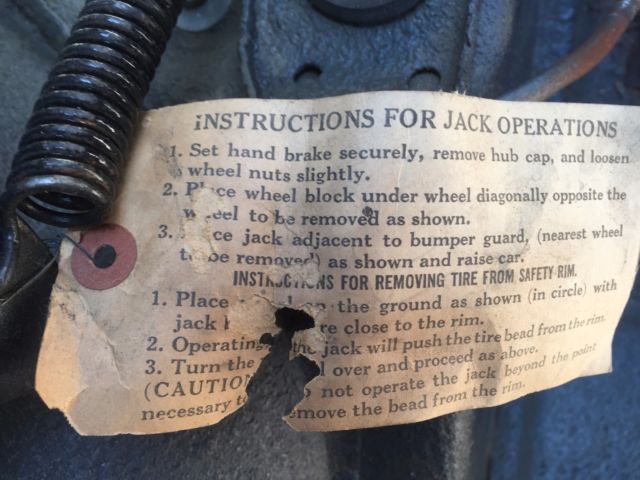 INSTRUCTIONS FOR JACK OPERATIONS
1. Set hand brake securely, remove hub cap, and loosen
wheel nuts slightly.
2. Place wheel block under wheel diagonally opposite the
wheel to be removed as shown.
3. ce jack adjacent to bumper guard, (nearest wheel
to be removed) as shown and raise car.
INSTRUCTIONS FOR REMOVING TIRE FROM SAFETY RIM.
1. Place on the ground as shown (in circle) with
jack re close to the rim.
2. Operating the jack will push the tire bead from the rim.
3. Turn the l over and proceed as above.
(CAUTION not operate the jack beyond the point
necessary to remove the bead from the rim.